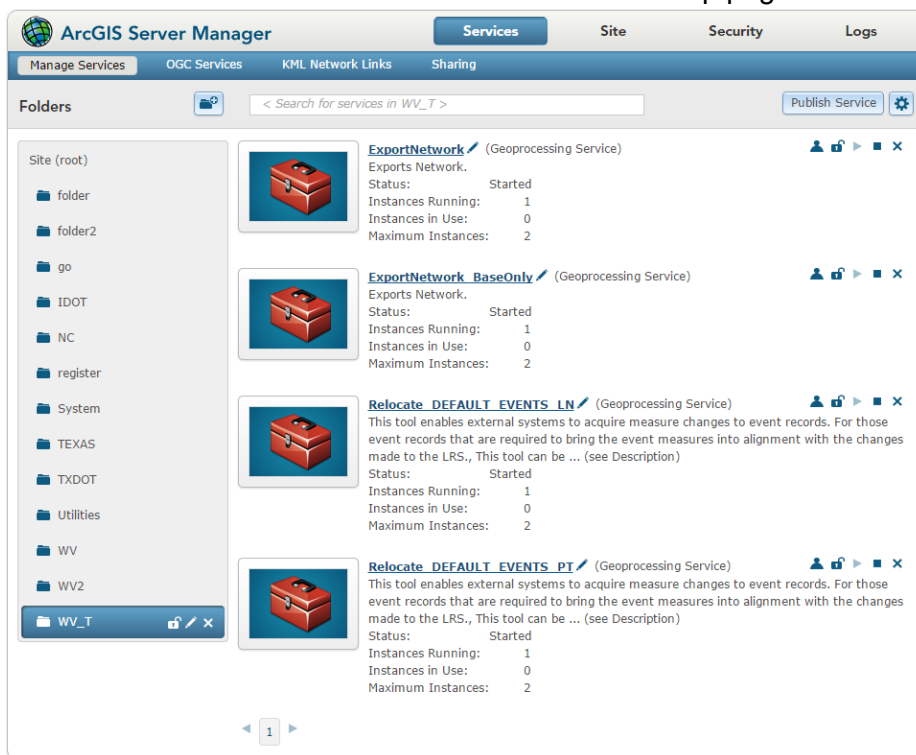 ArcGIS Server Manager
Services Site Security Logs
Manage Services OGC Services KML Network Links Sharing
Folders
< Search for services in WV_T >
Publish Service
Site (root)
folder
folder2
go
IDOT
NC
register
System
TEXAS
TXDOT
Utilities
WV
WV2
WV_T
ExportNetwork (Geoprocessing Service)
Exports Network.
Status: Started
Instances Running: 1
Instances in Use: 0
Maximum Instances: 2
ExportNetwork_BaseOnly (Geoprocessing Service)
Exports Network.
Status: Started
Instances Running: 1
Instances in Use: 0
Maximum Instances: 2
Relocate_DEFAULT_EVENTS_LN (Geoprocessing Service)
This tool enables external systems to acquire measure changes to event records. For those
event records that are required to bring the event measures into alignment with the changes
made to the LRS., This tool can be ... (see Description)
Status: Started
Instances Running: 1
Instances in Use: 0
Maximum Instances: 2
Relocate_DEFAULT_EVENTS_PT (Geoprocessing Service)
This tool enables external systems to acquire measure changes to event records. For those
event records that are required to bring the event measures into alignment with the changes
made to the LRS., This tool can be ... (see Description)
Status: Started
Instances Running: 1
Instances in Use: 0
Maximum Instances: 2
1